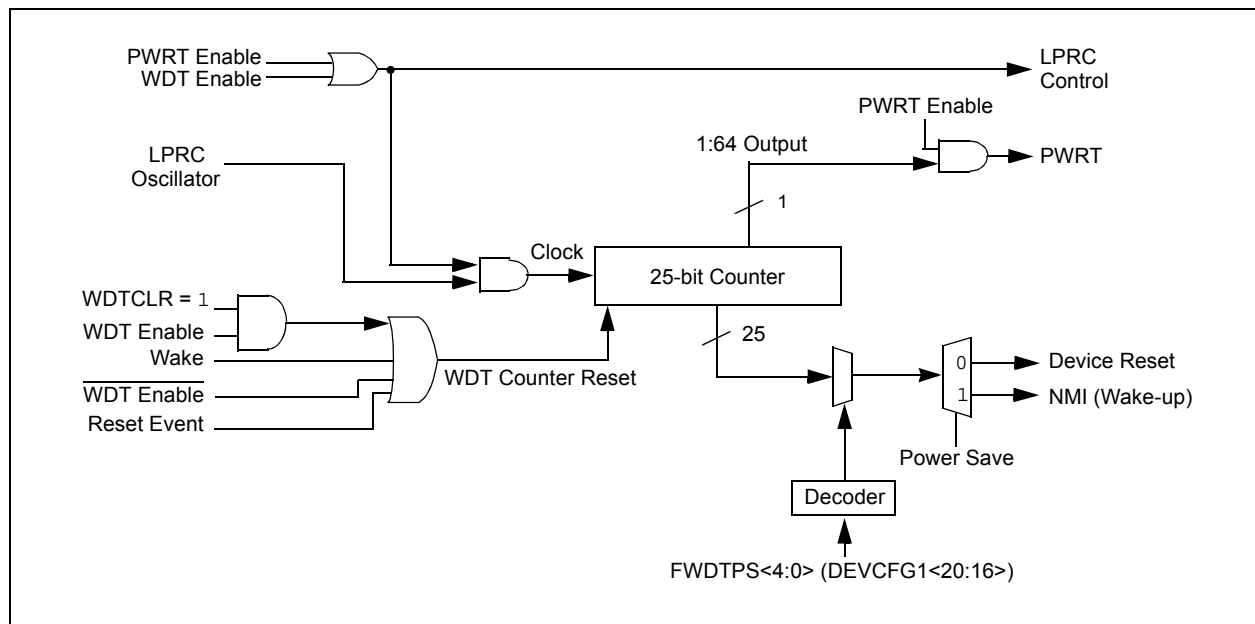 PWRT Enable
WDT Enable
LPRC
Control
PWRT Enable
1:64 Output
PWRT
LPRC
Oscillator
1
Clock
25-bit Counter
WDTCLR = 1
WDT Enable
Wake
WDT Enable
Reset Event
WDT Counter Reset
25
0
Device Reset
1
NMI (Wake-up)
Power Save
Decoder
FWDTPS<4:0> (DEVCFG1<20:16>)